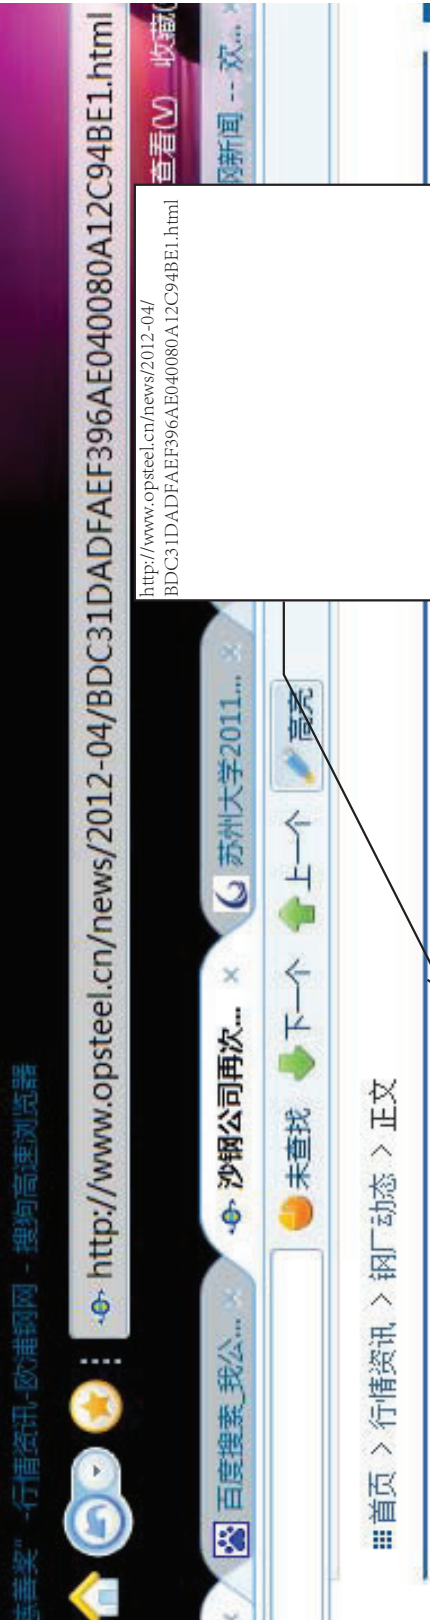 慈善奖" -行情资讯-欧浦钢网 - 搜狗高速浏览器
http://www.opsteel.cn/news/2012-04/BDC31DADFAEF396AE040080A12C94BE1.html
查看(V) 收藏(
http://www.opsteel.cn/news/2012-04/
BDC31DADFAEF396AE040080A12C94BE1.html
百度搜索_我公... 沙钢公司再次... 苏州大学2011... 网新闻 -- 欢...
未查找 下一个 上一个 高亮
首页 > 行情资讯 > 钢厂动态 > 正文